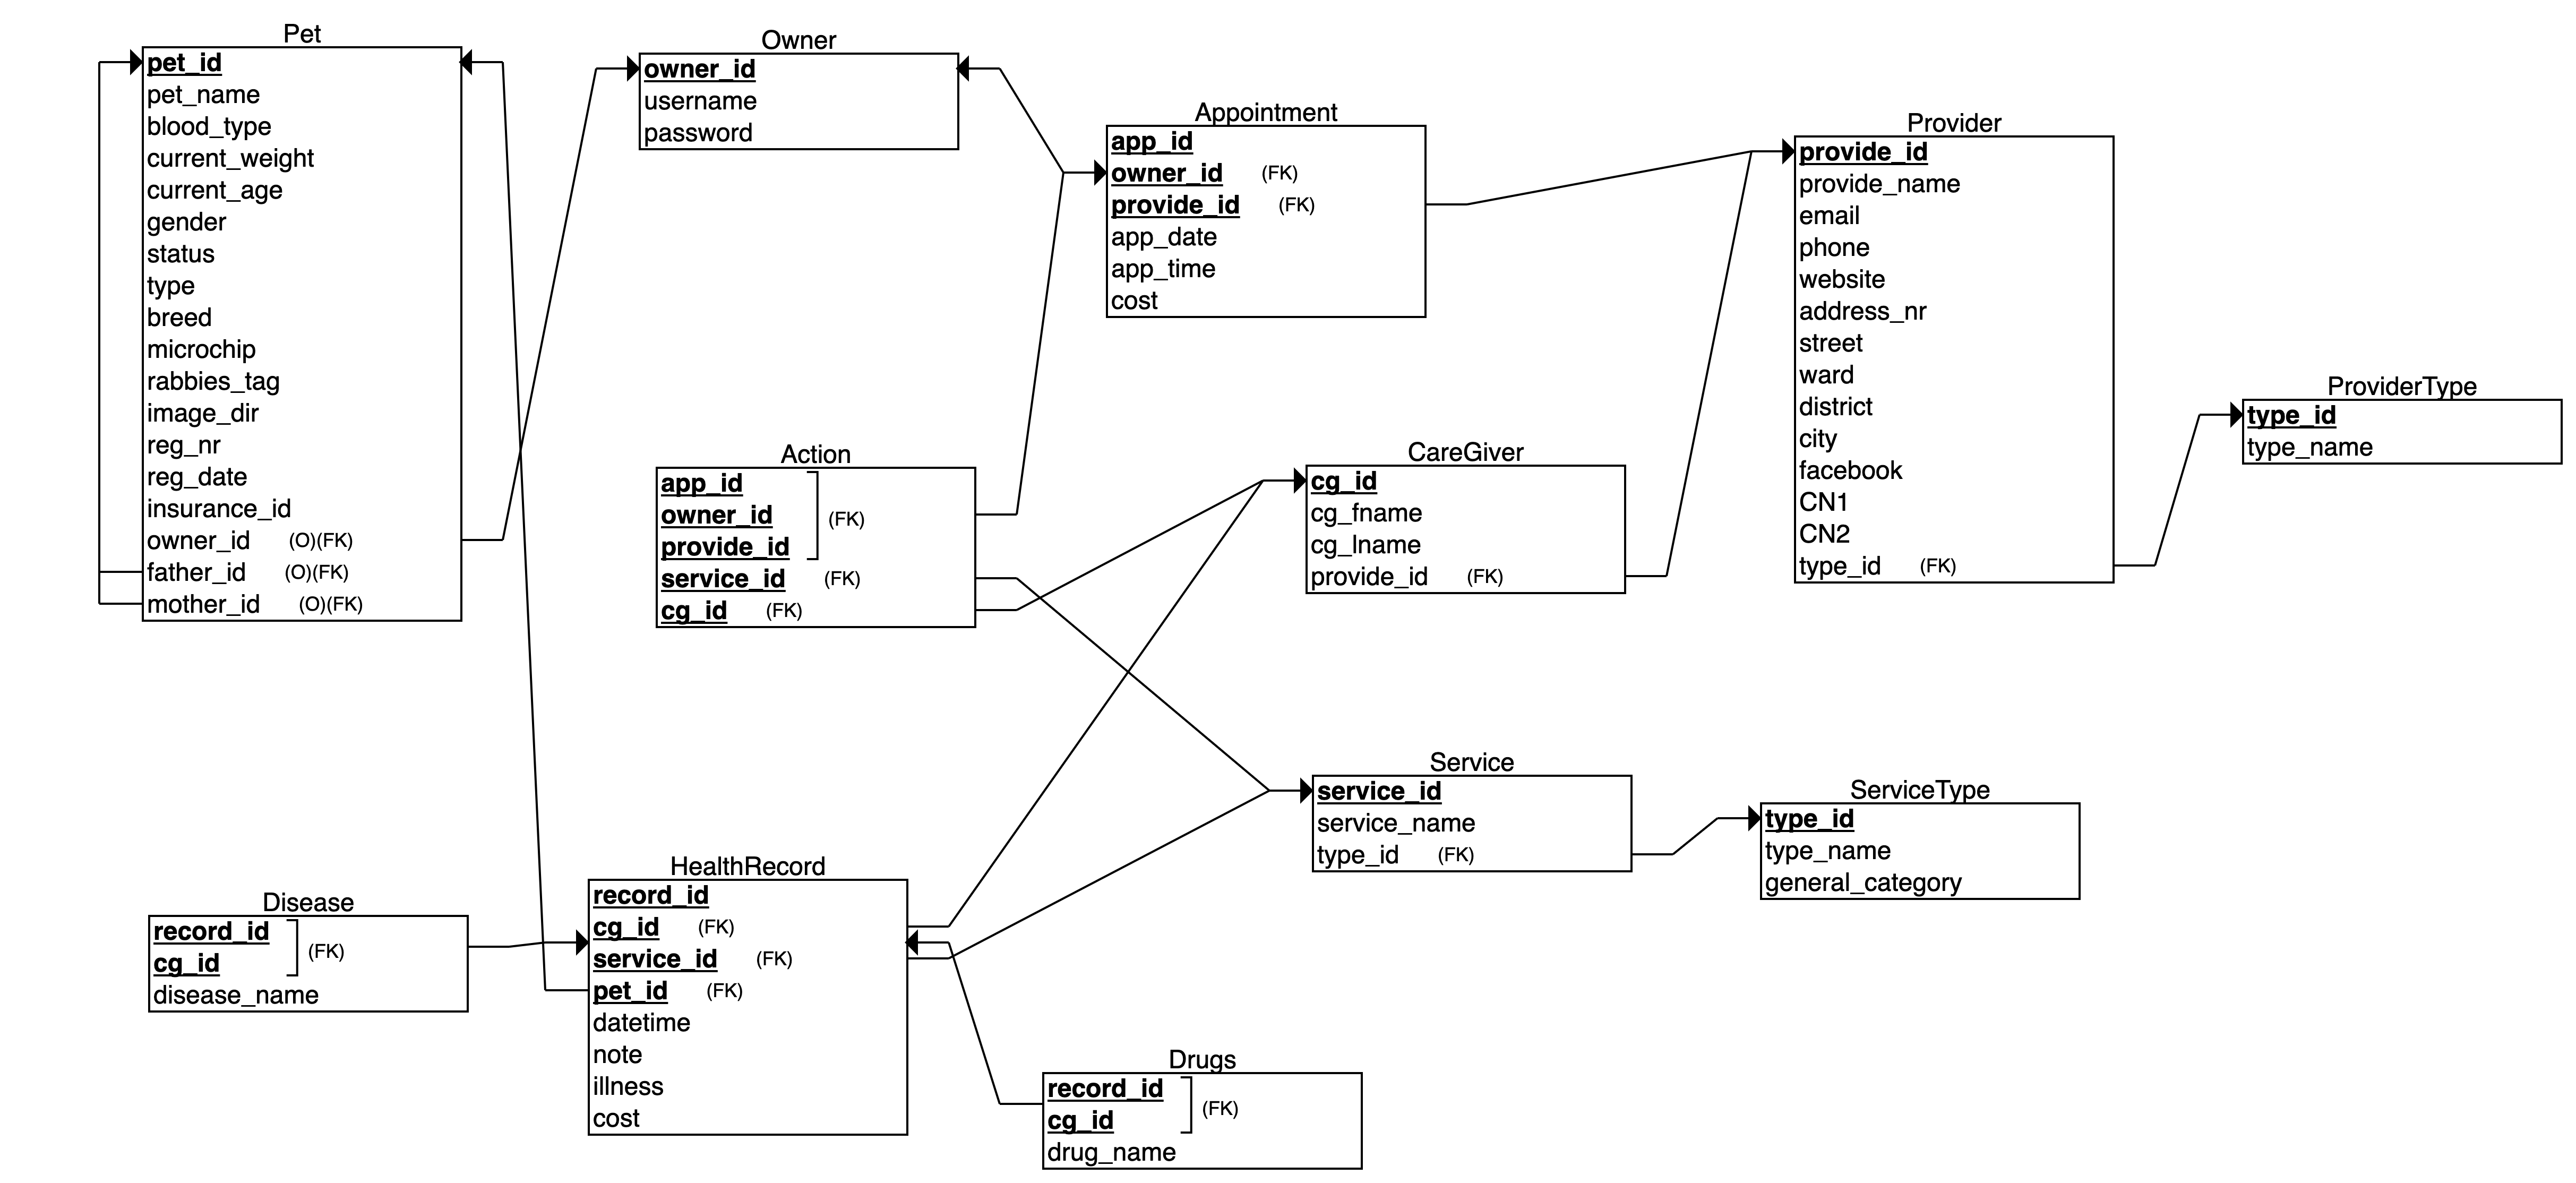 Pet
pet_id
pet_name
blood_type
current_weight
current_age
gender
status
type
breed
microchip
rabbies_tag
image_dir
reg_nr
reg_date
insurance_id
owner_id (O)(FK)
father_id (O)(FK)
mother_id (O)(FK)
Owner
owner_id
username
password
Appointment
app_id
owner_id (FK)
provide_id (FK)
app_date
app_time
cost
Provider
provide_id
provide_name
email
phone
website
address_nr
street
ward
district
city
facebook
CN1
CN2
type_id (FK)
ProviderType
type_id
type_name
Action
app_id
owner_id (FK)
provide_id
service_id (FK)
cg_id (FK)
CareGiver
cg_id
cg_fname
cg_lname
provide_id (FK)
Service
service_id
service_name
type_id (FK)
ServiceType
type_id
type_name
general_category
Disease
record_id
(FK)
cg_id
disease_name
HealthRecord
record_id
cg_id (FK)
service_id (FK)
pet_id (FK)
datetime
note
illness
cost
Drugs
record_id
(FK)
cg_id
drug_name